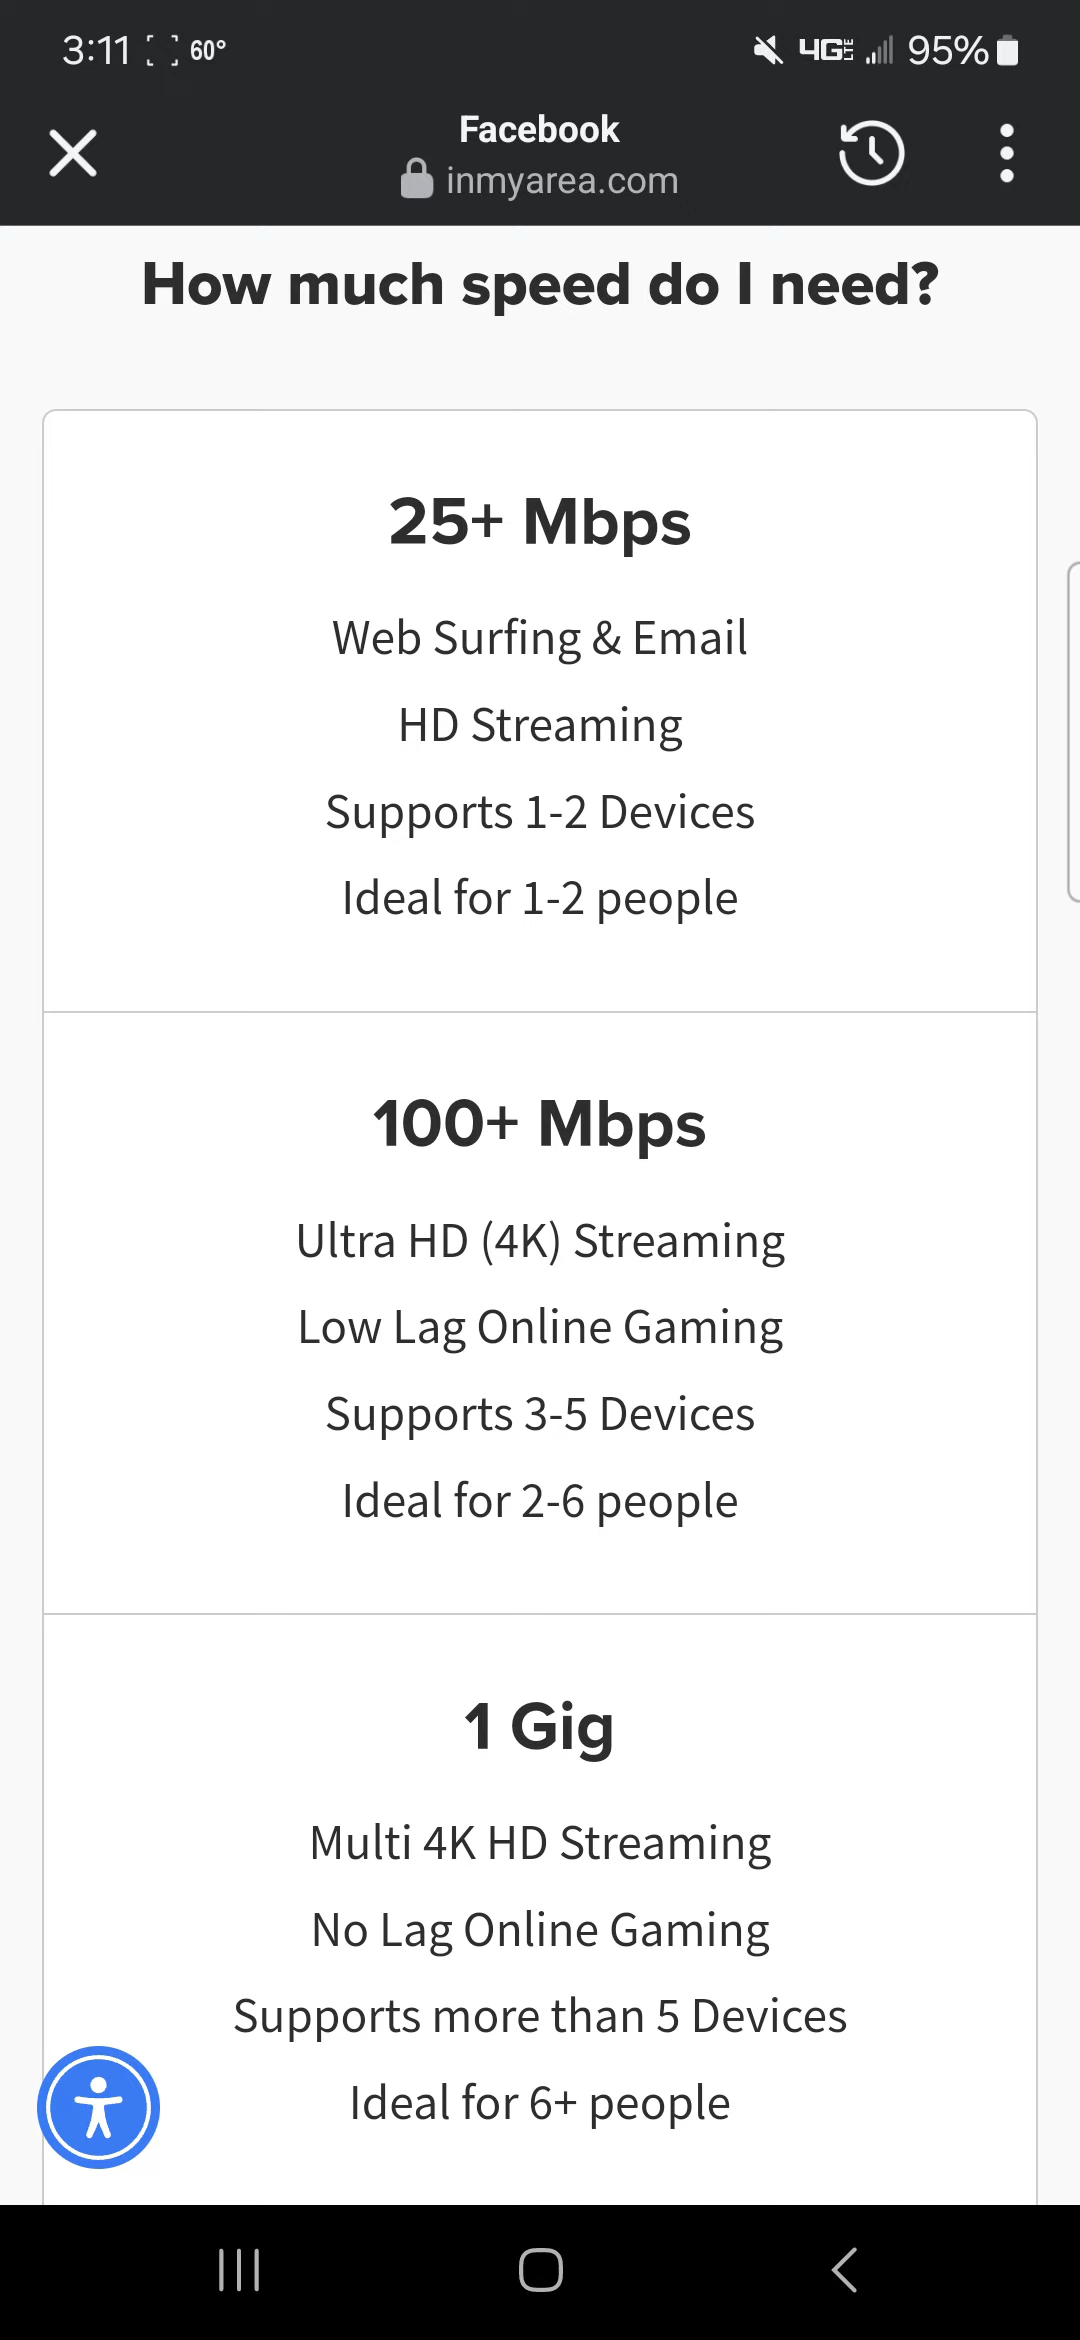 3:11 60° 4G LTE 95%
Facebook
inmyarea.com
How much speed do I need?
25+ Mbps
Web Surfing & Email
HD Streaming
Supports 1-2 Devices
Ideal for 1-2 people
100+ Mbps
Ultra HD (4K) Streaming
Low Lag Online Gaming
Supports 3-5 Devices
Ideal for 2-6 people
1 Gig
Multi 4K HD Streaming
No Lag Online Gaming
Supports more than 5 Devices
Ideal for 6+ people